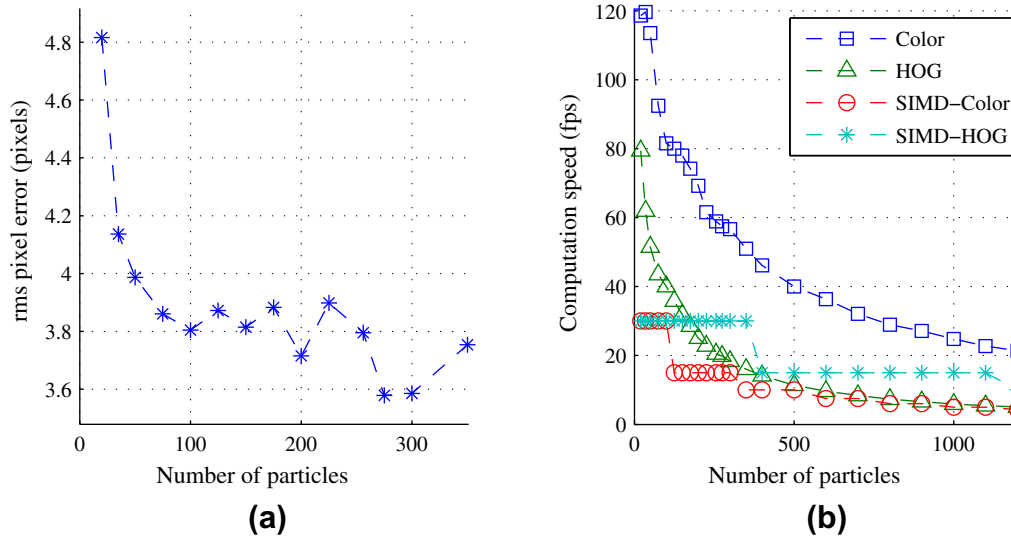 4.8
4.6
4.4
4.2
4
3.8
3.6
rms pixel error (pixels)
0 100 200 300
Number of particles
(a)
120
100
80
60
40
20
0
Computation speed (fps)
Color
HOG
SIMD-Color
SIMD-HOG
0 500 1000
Number of particles
(b)